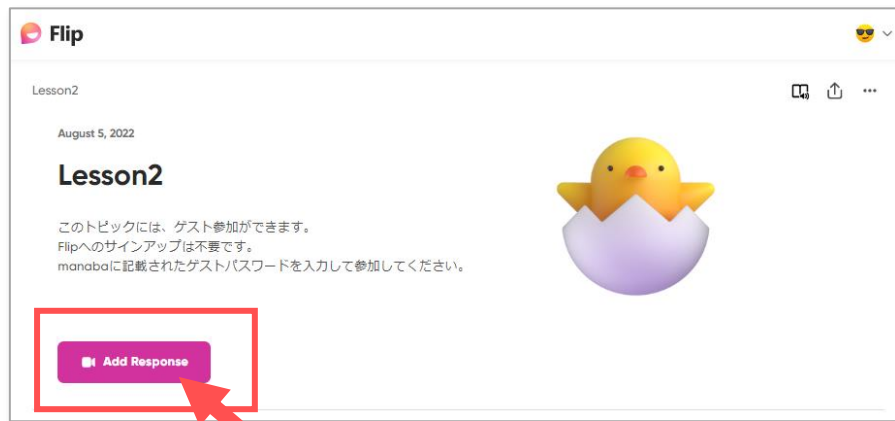 Flip
Lesson2
August 5, 2022
Lesson2
このトピックには、ゲスト参加ができます。
Flipへのサインアップは不要です。
manabaに記載されたゲストパスワードを入力して参加してください。
Add Response